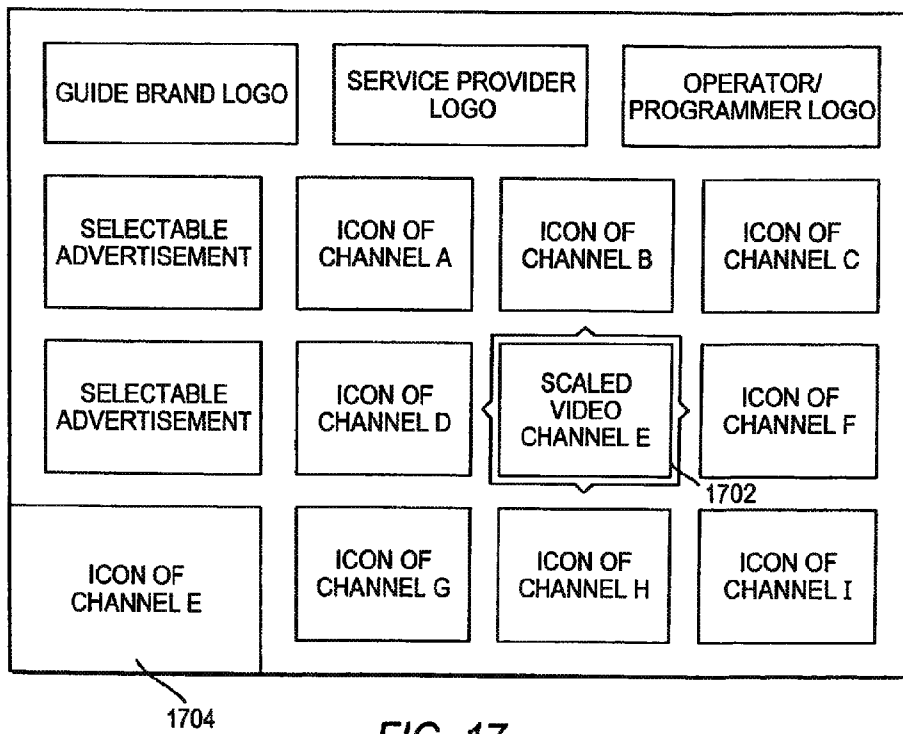 GUIDE BRAND LOGO
SERVICE PROVIDER
LOGO
OPERATOR/
PROGRAMMER LOGO
SELECTABLE
ADVERTISEMENT
ICON OF
CHANNEL A
ICON OF
CHANNEL B
ICON OF
CHANNEL C
SELECTABLE
ADVERTISEMENT
ICON OF
CHANNEL D
SCALED
VIDEO
CHANNEL E
ICON OF
CHANNEL F
1702
ICON OF
CHANNEL E
ICON OF
CHANNEL G
ICON OF
CHANNEL H
ICON OF
CHANNEL I
1704
FIG. 17